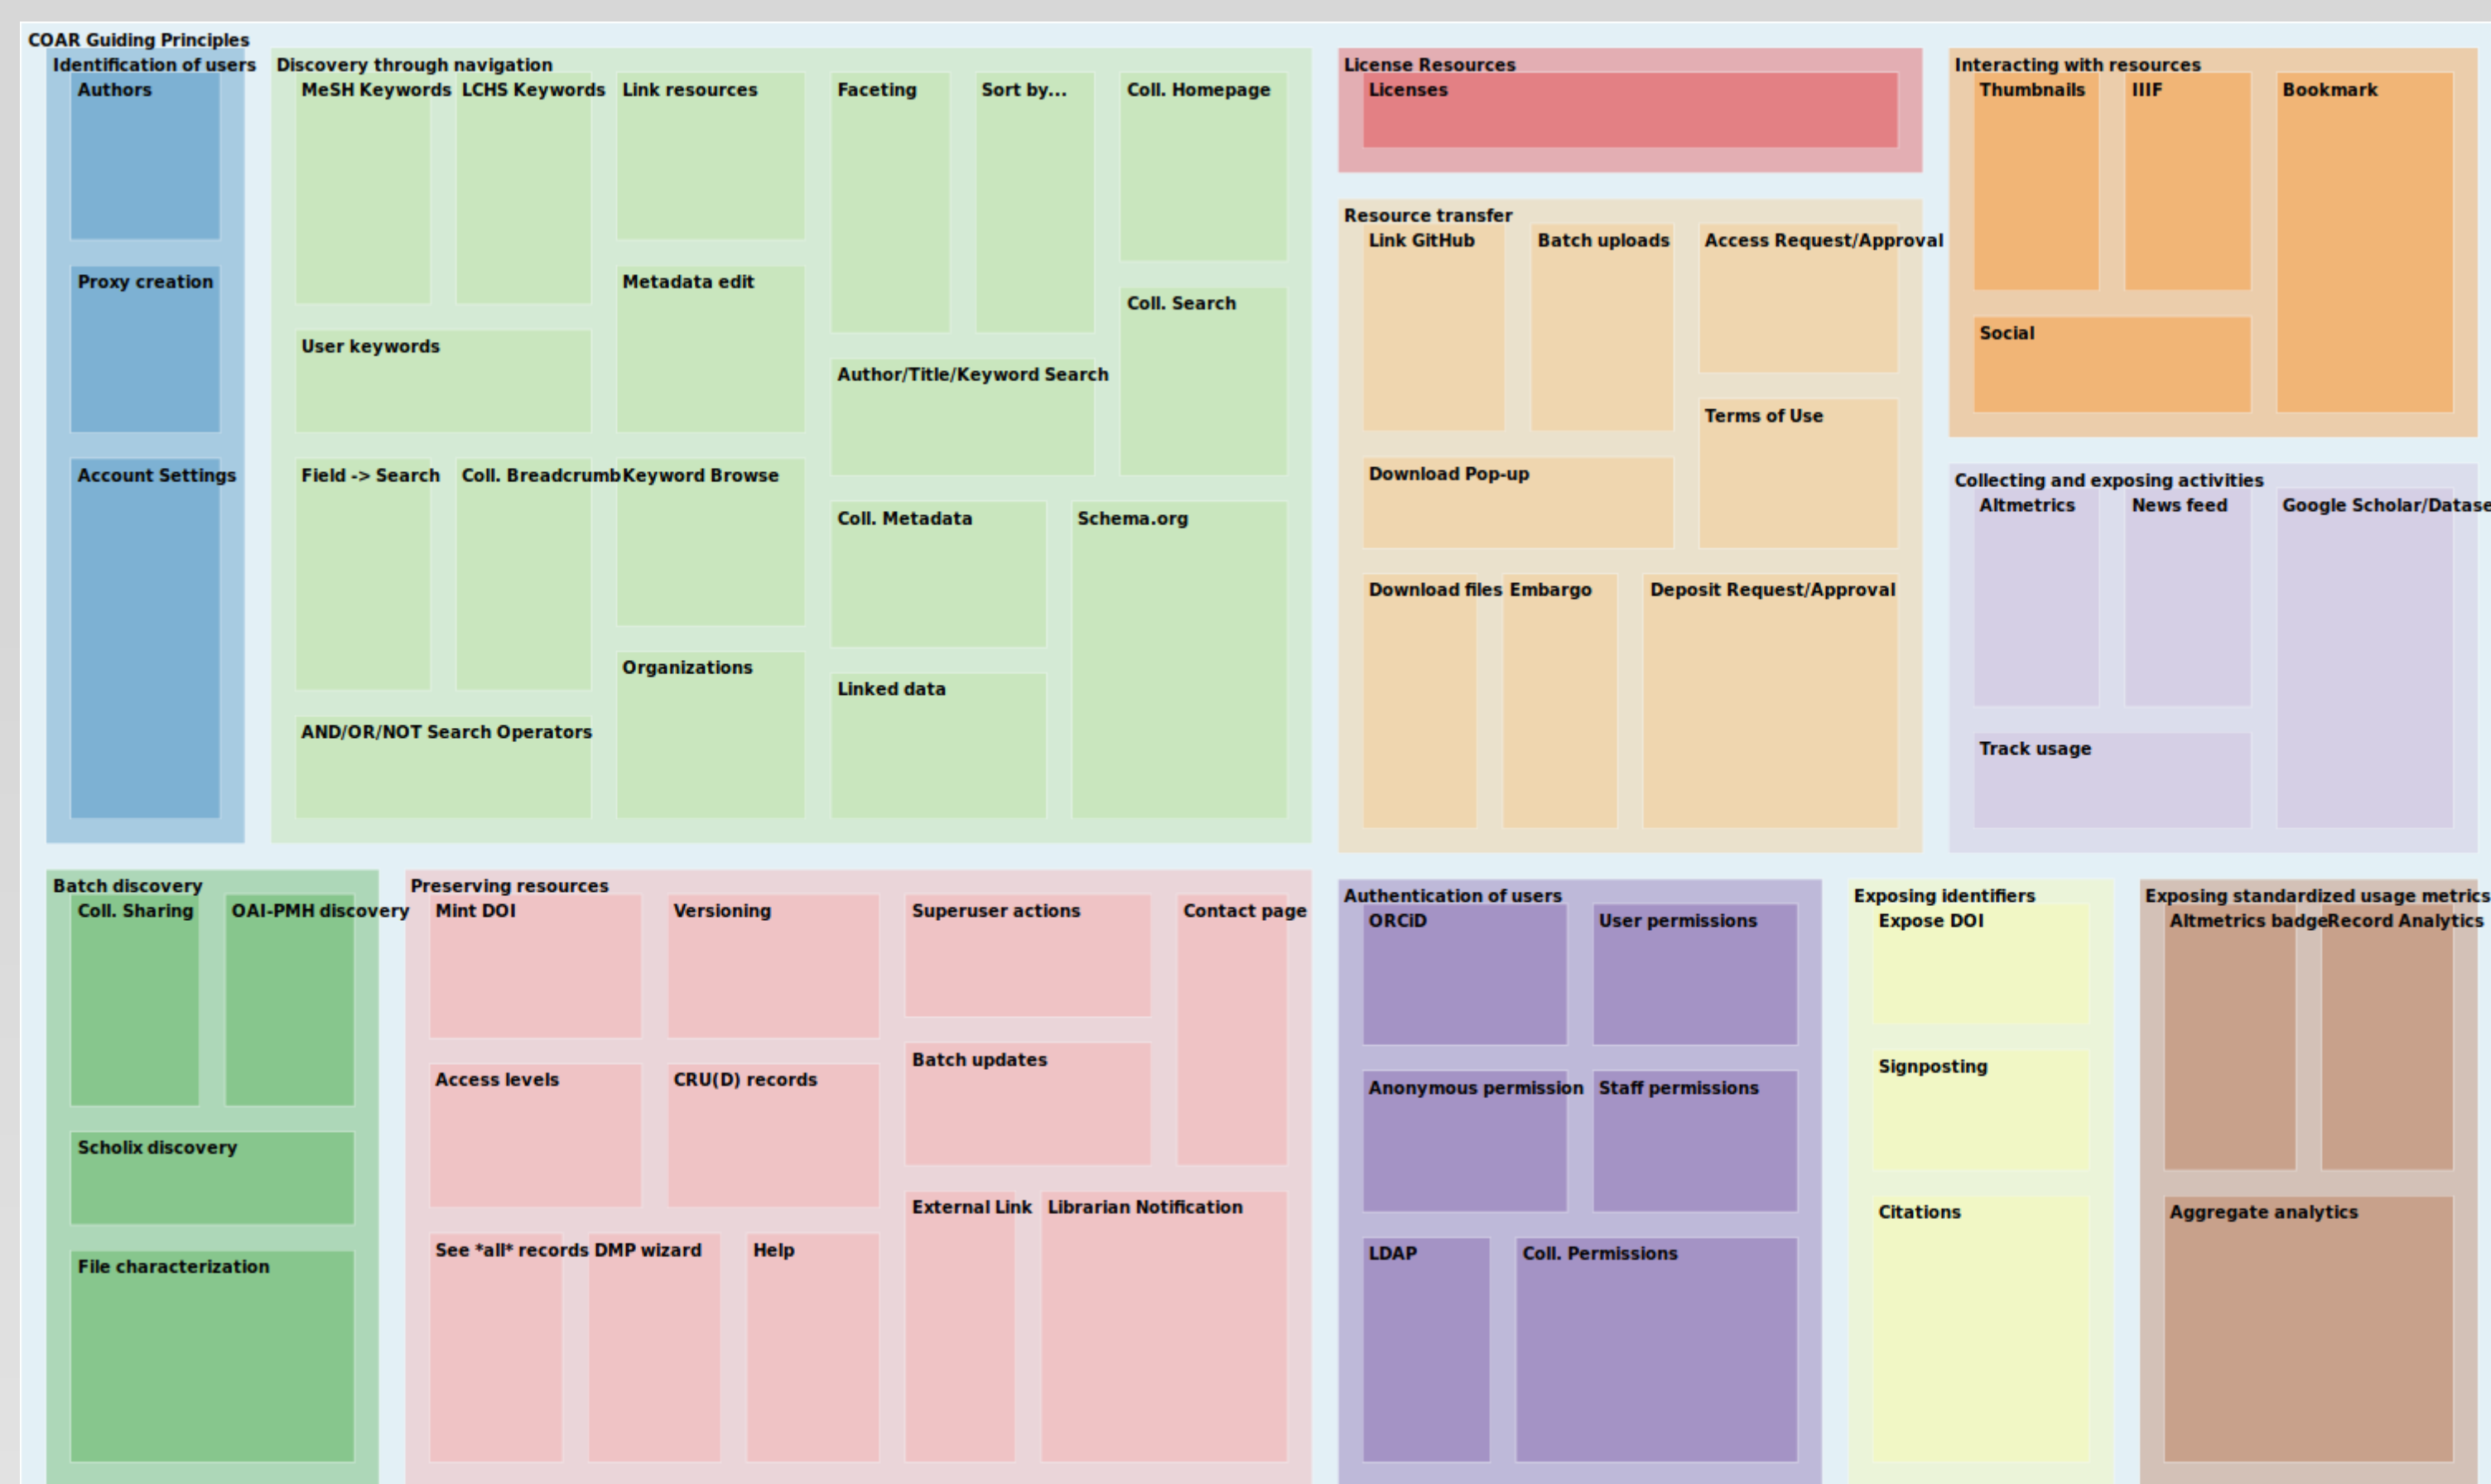 COAR Guiding Principles
Identification of users
Authors
Proxy creation
Account Settings
Discovery through navigation
MeSH Keywords
LCHS Keywords
Link resources
Faceting
Sort by...
Coll. Homepage
User keywords
Metadata edit
Author/Title/Keyword Search
Coll. Search
Field -> Search
Coll. Breadcrumb
Keyword Browse
Coll. Metadata
Schema.org
Organizations
Linked data
AND/OR/NOT Search Operators
License Resources
Licenses
Resource transfer
Link GitHub
Batch uploads
Access Request/Approval
Terms of Use
Download Pop-up
Download files
Embargo
Deposit Request/Approval
Interacting with resources
Thumbnails
IIIF
Bookmark
Social
Collecting and exposing activities
Altmetrics
News feed
Google Scholar/Datase
Track usage
Batch discovery
Coll. Sharing
OAI-PMH discovery
Scholix discovery
File characterization
Preserving resources
Mint DOI
Versioning
Superuser actions
Contact page
Access levels
CRU(D) records
Batch updates
See *all* records
DMP wizard
Help
External Link
Librarian Notification
Authentication of users
ORCiD
User permissions
Anonymous permission
Staff permissions
LDAP
Coll. Permissions
Exposing identifiers
Expose DOI
Signposting
Citations
Exposing standardized usage metrics
Altmetrics badge
Record Analytics
Aggregate analytics